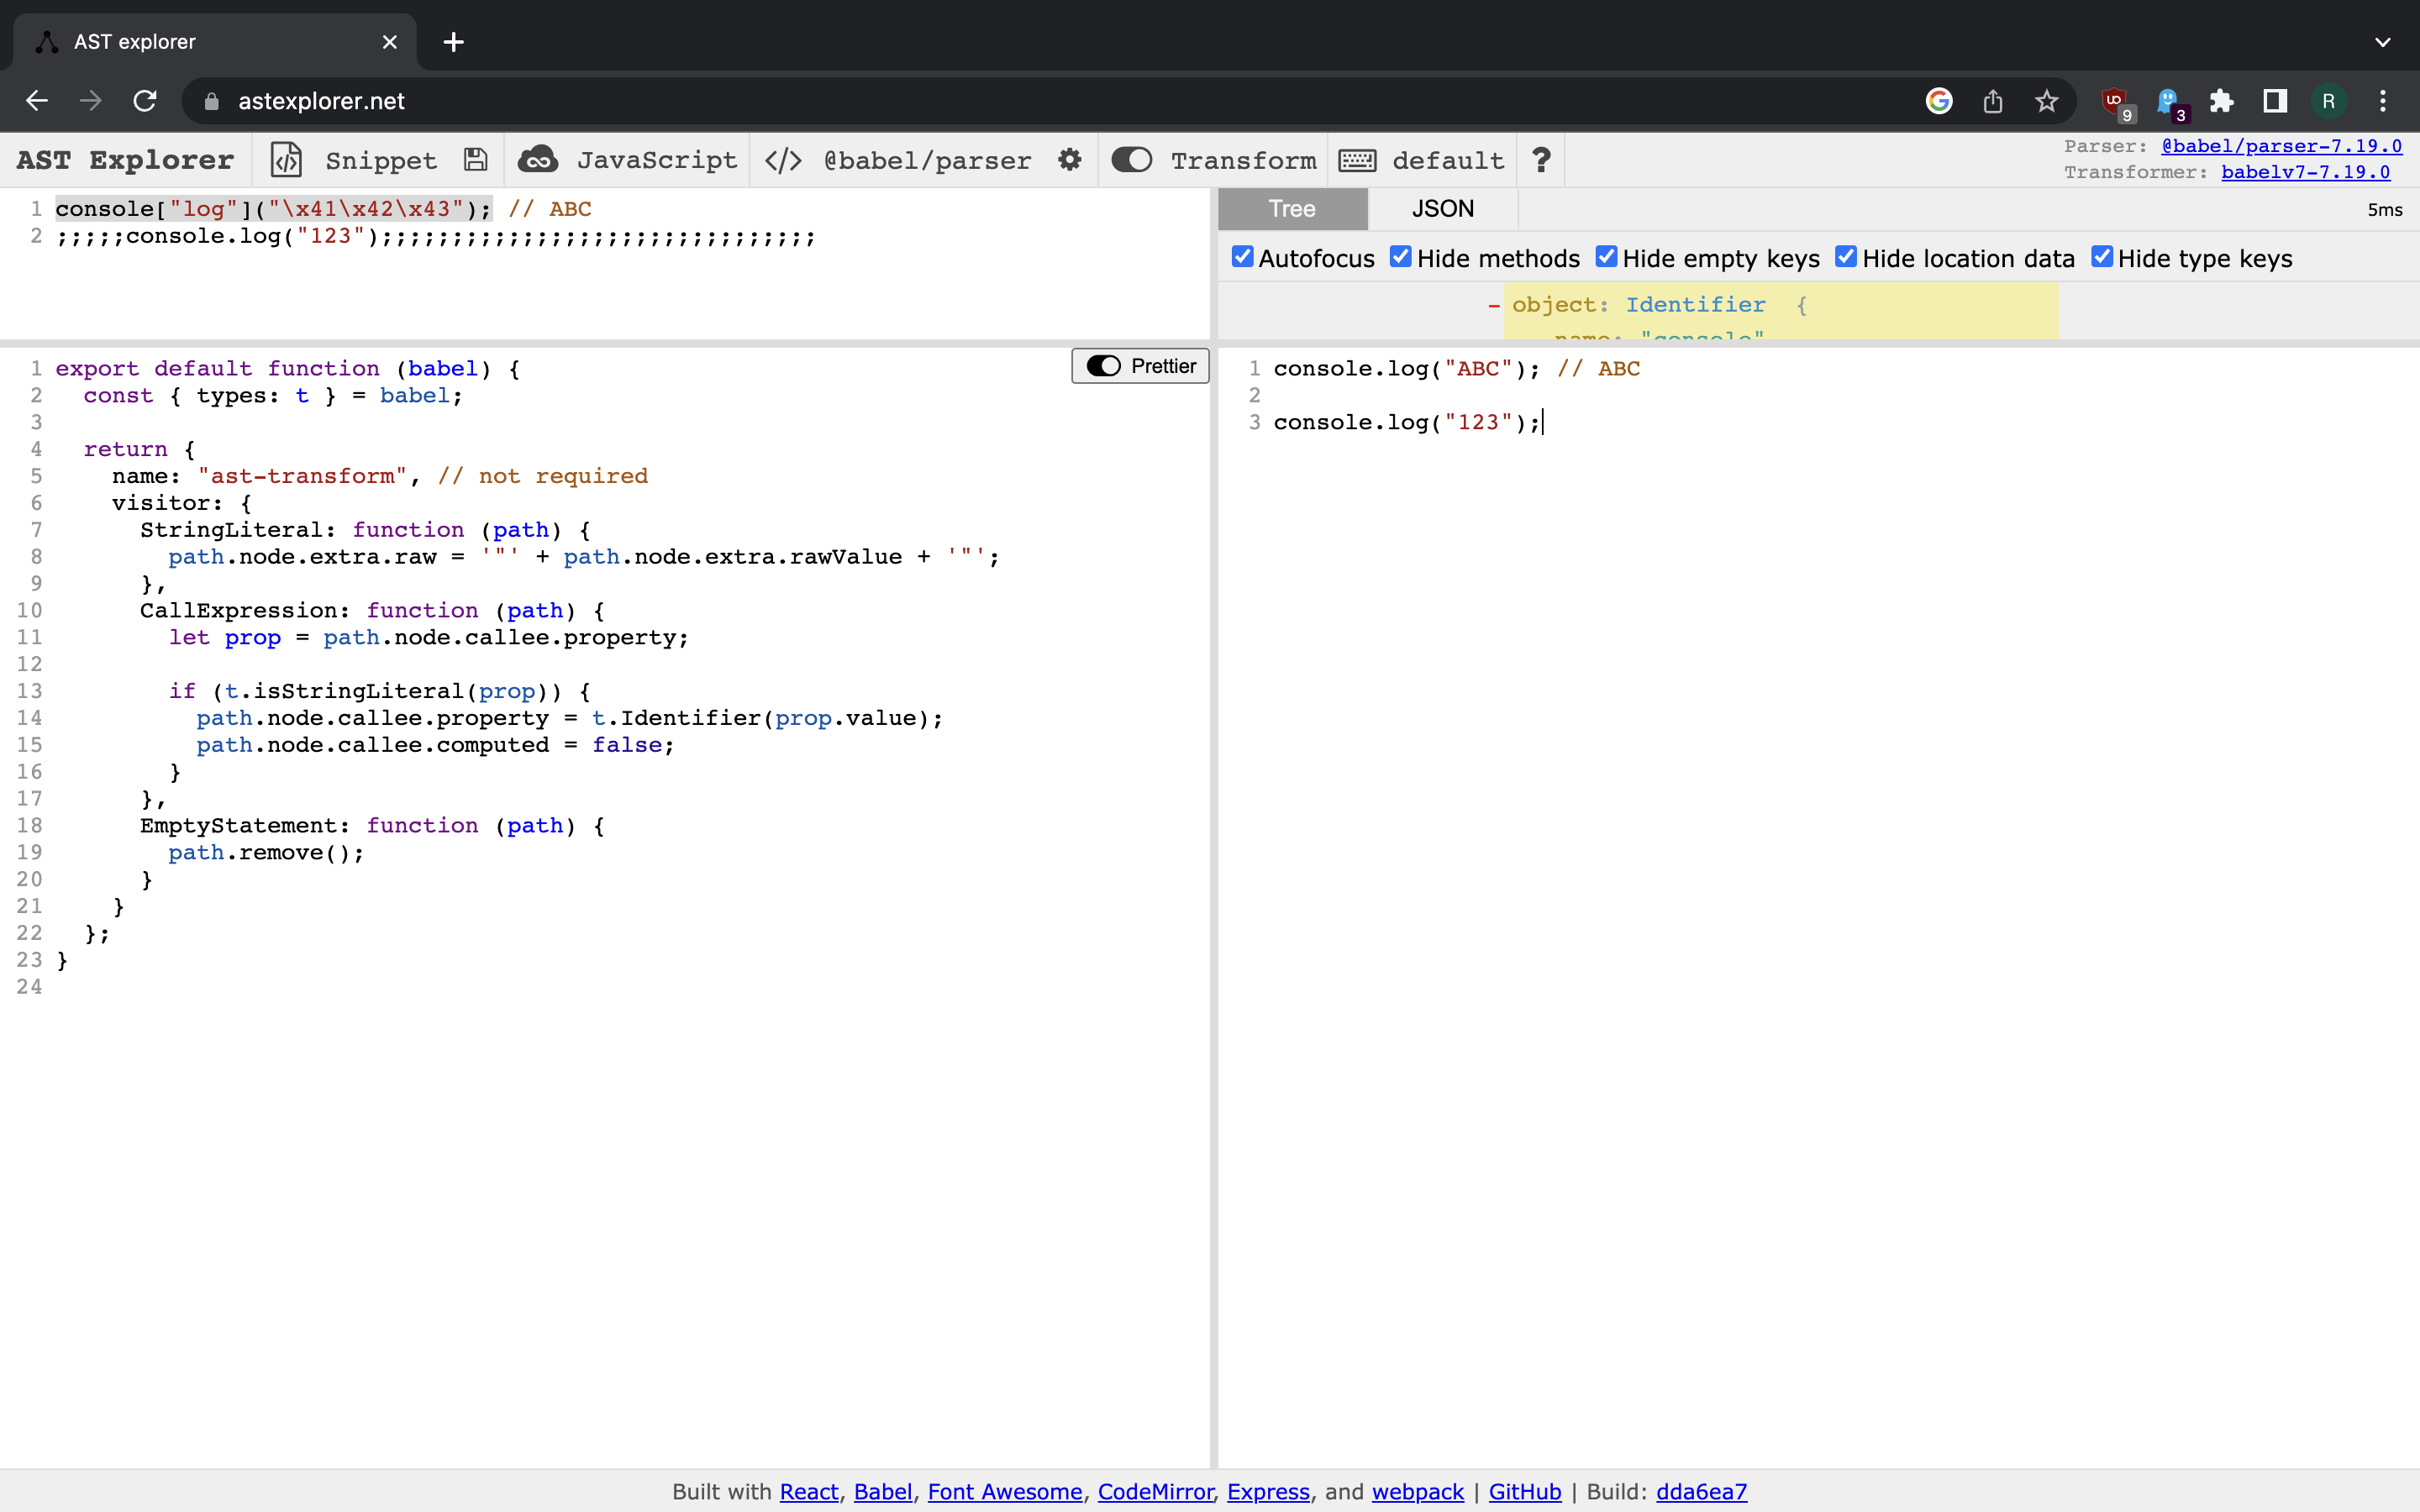 AST explorer
astexplorer.net
9
3
R
AST Explorer Snippet JavaScript </> @babel/parser Transform default ?
Parser: @babel/parser-7.19.0
Transformer: babelv7-7.19.0
1 console["log"]("\x41\x42\x43"); // ABC
2 ;;;;;console.log("123");;;;;;;;;;;;;;;;;;;;;;;;;;;;;;;
Tree JSON 5ms
Autofocus Hide methods Hide empty keys Hide location data Hide type keys
- object: Identifier {
name: "console"
1 export default function (babel) {
2 const { types: t } = babel;
3
4 return {
5 name: "ast-transform", // not required
6 visitor: {
7 StringLiteral: function (path) {
8 path.node.extra.raw = '"' + path.node.extra.rawValue + '"';
9 },
10 CallExpression: function (path) {
11 let prop = path.node.callee.property;
12
13 if (t.isStringLiteral(prop)) {
14 path.node.callee.property = t.Identifier(prop.value);
15 path.node.callee.computed = false;
16 }
17 },
18 EmptyStatement: function (path) {
19 path.remove();
20 }
21 }
22 };
23 }
24
Prettier
1 console.log("ABC"); // ABC
2
3 console.log("123");
Built with React, Babel, Font Awesome, CodeMirror, Express, and webpack | GitHub | Build: dda6ea7